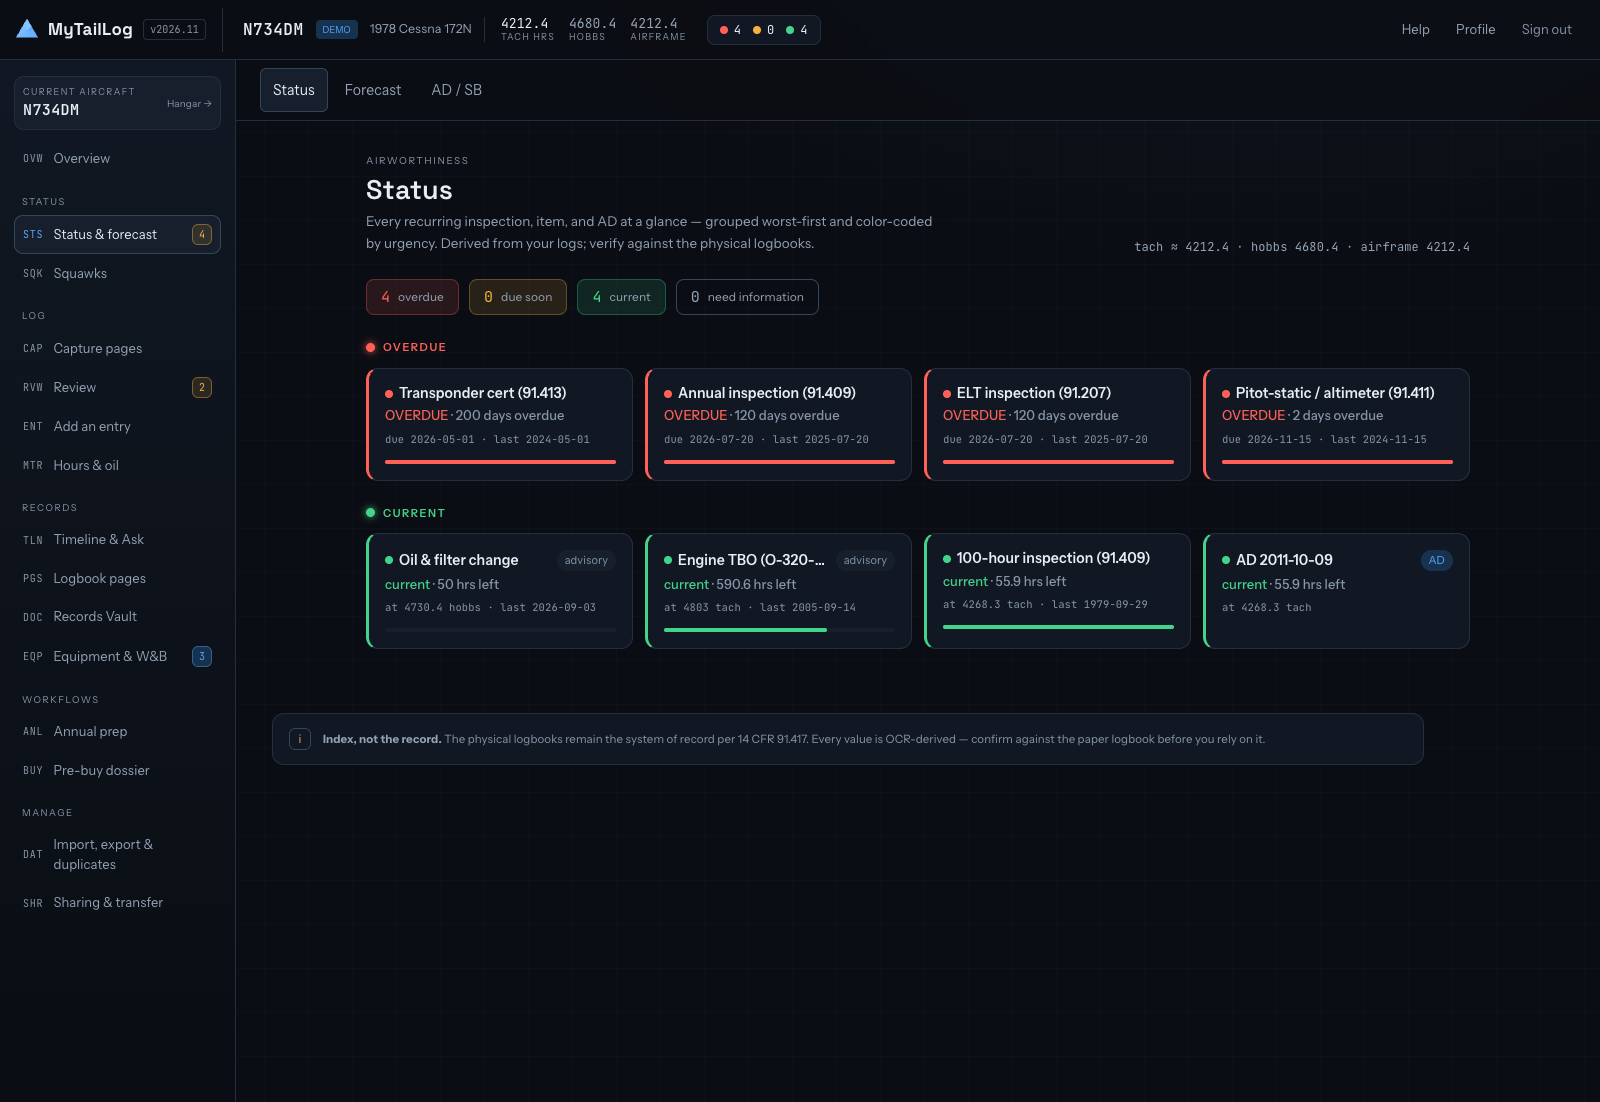 MyTailLog v2026.11
N734DM DEMO 1978 Cessna 172N
4212.4 TACH HRS
4680.4 HOBBS
4212.4 AIRFRAME
4 0 4
Help Profile Sign out
CURRENT AIRCRAFT
N734DM
Hangar →
OVW Overview
STATUS
STS Status & forecast 4
SQK Squawks
LOG
CAP Capture pages
RVW Review 2
ENT Add an entry
MTR Hours & oil
RECORDS
TLN Timeline & Ask
PGS Logbook pages
DOC Records Vault
EQP Equipment & W&B 3
WORKFLOWS
ANL Annual prep
BUY Pre-buy dossier
MANAGE
DAT Import, export &
duplicates
SHR Sharing & transfer
Status Forecast AD / SB
AIRWORTHINESS
Status
Every recurring inspection, item, and AD at a glance — grouped worst-first and color-coded
by urgency. Derived from your logs; verify against the physical logbooks.
tach ≈ 4212.4 · hobbs 4680.4 · airframe 4212.4
4 overdue
0 due soon
4 current
0 need information
OVERDUE
Transponder cert (91.413)
OVERDUE · 200 days overdue
due 2026-05-01 · last 2024-05-01
Annual inspection (91.409)
OVERDUE · 120 days overdue
due 2026-07-20 · last 2025-07-20
ELT inspection (91.207)
OVERDUE · 120 days overdue
due 2026-07-20 · last 2025-07-20
Pitot-static / altimeter (91.411)
OVERDUE · 2 days overdue
due 2026-11-15 · last 2024-11-15
CURRENT
Oil & filter change advisory
current · 50 hrs left
at 4730.4 hobbs · last 2026-09-03
Engine TBO (O-320-... advisory
current · 590.6 hrs left
at 4803 tach · last 2005-09-14
100-hour inspection (91.409)
current · 55.9 hrs left
at 4268.3 tach · last 1979-09-29
AD 2011-10-09 AD
current · 55.9 hrs left
at 4268.3 tach
i Index, not the record. The physical logbooks remain the system of record per 14 CFR 91.417. Every value is OCR-derived — confirm against the paper logbook before you rely on it.